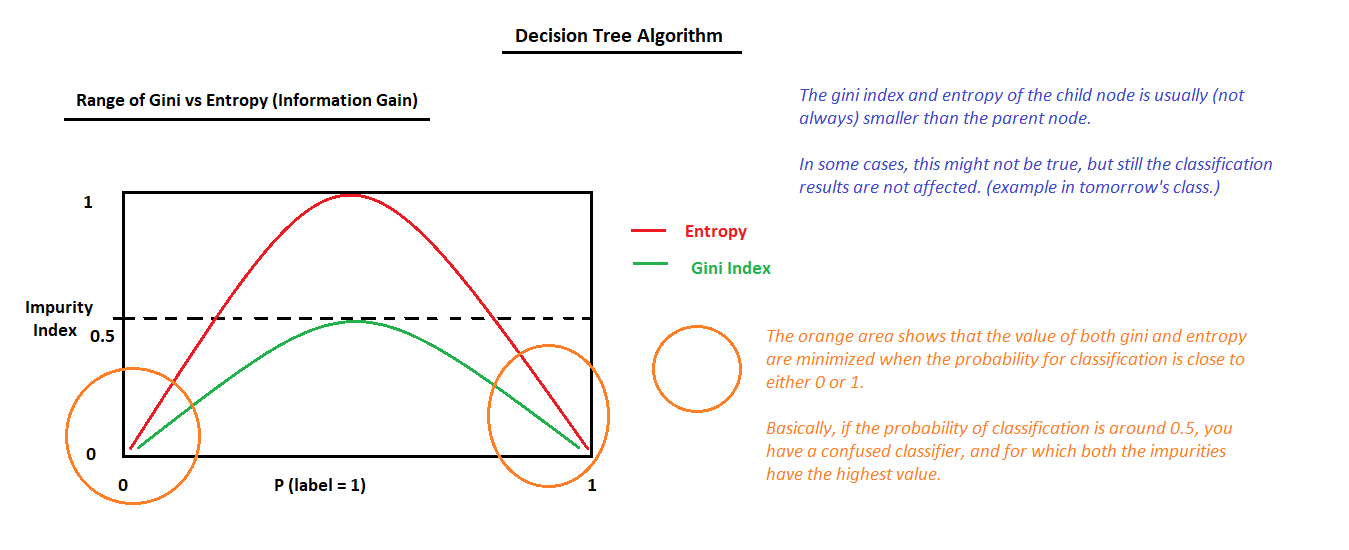 Decision Tree Algorithm
Range of Gini vs Entropy (Information Gain)
The gini index and entropy of the child node is usually (not
always) smaller than the parent node.
In some cases, this might not be true, but still the classification
results are not affected. (example in tomorrow's class.)
1
Entropy
Gini Index
Impurity
Index
0.5
The orange area shows that the value of both gini and entropy
are minimized when the probability for classification is close to
either 0 or 1.
Basically, if the probability of classification is around 0.5, you
have a confused classifier, and for which both the impurities
have the highest value.
0
0
P (label = 1)
1